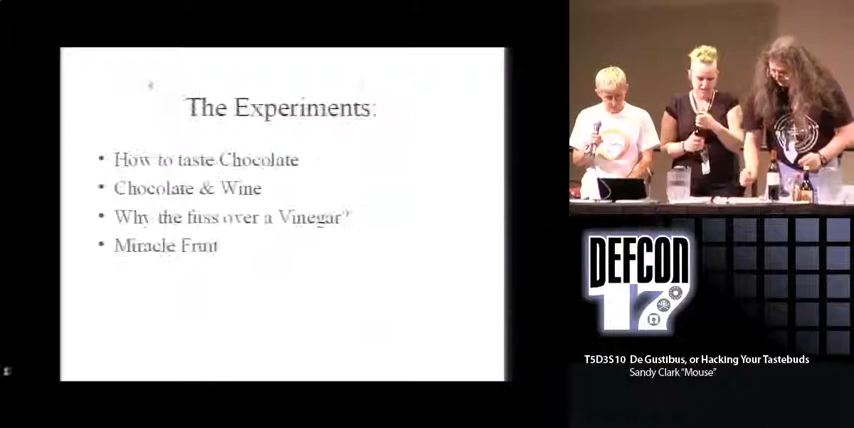 The Experiments:
• How to taste Chocolate
• Chocolate & Wine
• Why the fuss over a Vinegar?
• Miracle Fruit
DEFCON
17
T5D3S10 De Gustibus, or Hacking Your Tastebuds
Sandy Clark "Mouse"